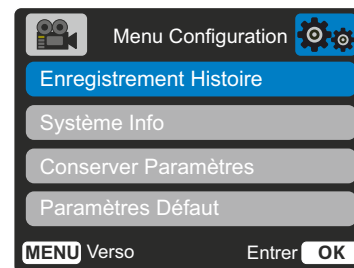 Menu Configuration
Enregistrement Histoire
Système Info
Conserver Paramètres
Paramètres Défaut
MENU Verso Entrer OK